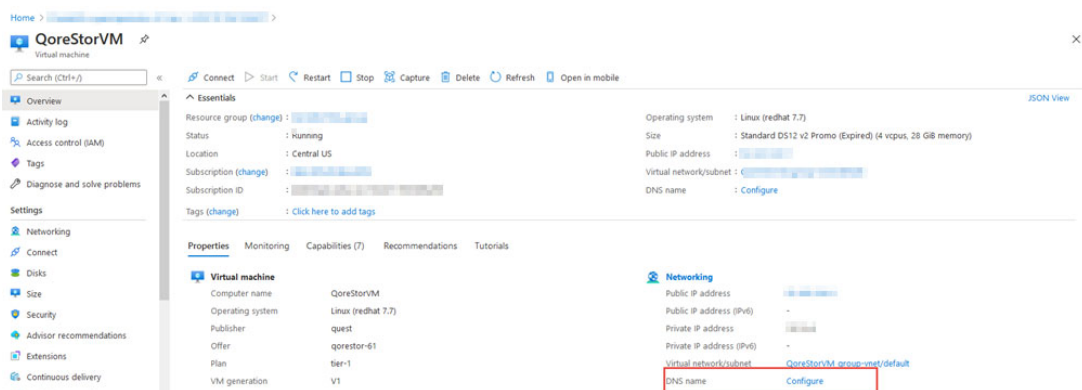 Home >
>
QoreStorVM
Virtual machine
Search (Ctrl+/)
«
Connect
Start
Restart
Stop
Capture
Delete
Refresh
Open in mobile
Overview
Activity log
Access control (IAM)
Tags
Diagnose and solve problems
Settings
Networking
Connect
Disks
Size
Security
Advisor recommendations
Extensions
Continuous delivery
Essentials
JSON View
Resource group (change) :
Status : Running
Location : Central US
Subscription (change) :
Subscription ID :
Tags (change) : Click here to add tags
Operating system : Linux (redhat 7.7)
Size : Standard DS12 v2 Promo (Expired) (4 vcpus, 28 GiB memory)
Public IP address :
Virtual network/subnet :
DNS name : Configure
Properties
Monitoring
Capabilities (7)
Recommendations
Tutorials
Virtual machine
Computer name QoreStorVM
Operating system Linux (redhat 7.7)
Publisher quest
Offer qorestor-61
Plan tier-1
VM generation V1
Networking
Public IP address
Public IP address (IPv6) -
Private IP address
Private IP address (IPv6) -
Virtual network/subnet QoreStorVM_group-vnet/default
DNS name Configure